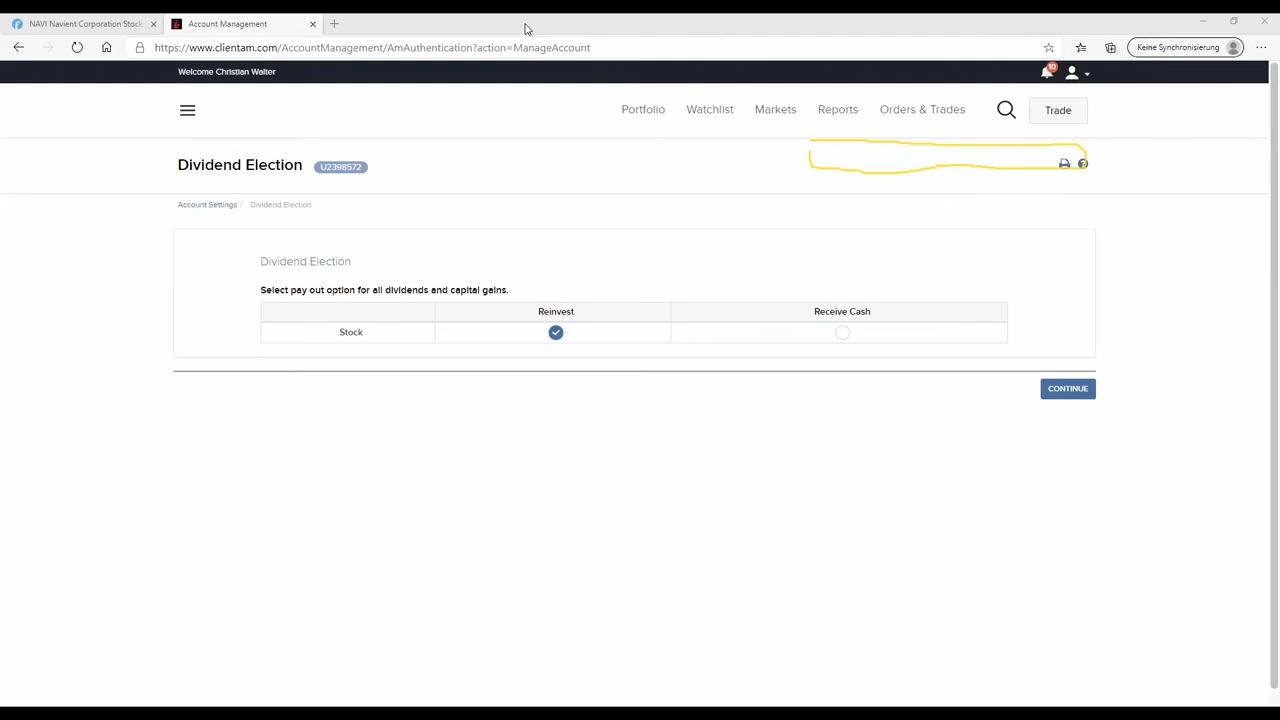 NAVI Navient Corporation Stock
Account Management
https://www.clientam.com/AccountManagement/AmAuthentication?action=ManageAccount
Keine Synchronisierung
Welcome Christian Walter
10
Portfolio Watchlist Markets Reports Orders & Trades Trade
Dividend Election U2398572
?
Account Settings / Dividend Election
Dividend Election
Select pay out option for all dividends and capital gains.
Reinvest Receive Cash
Stock
CONTINUE